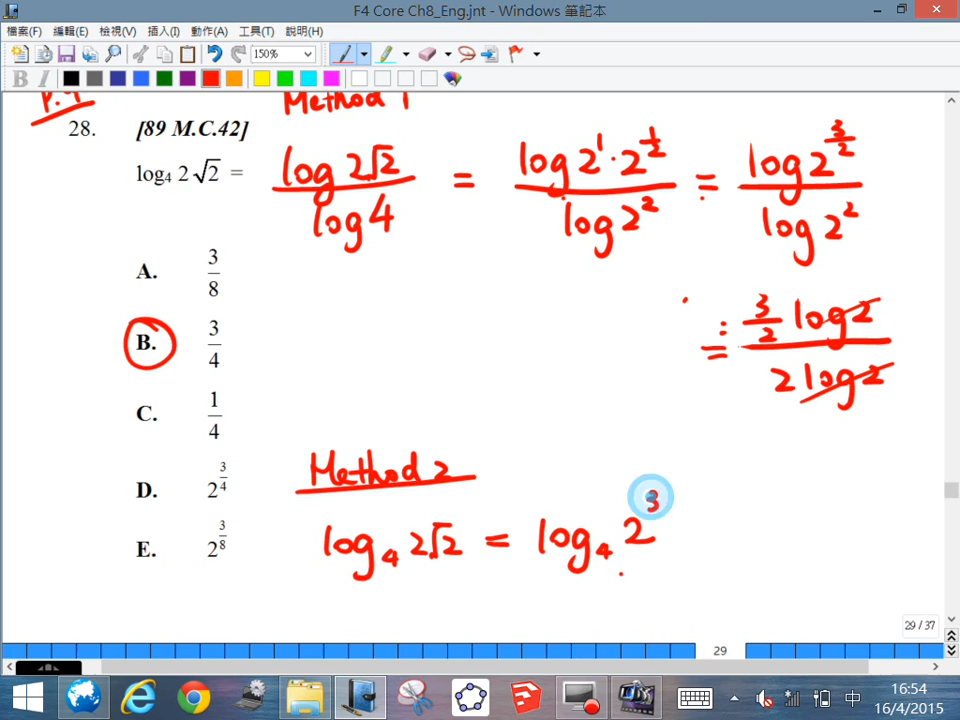 F4 Core Ch8_Eng.jnt - Windows 筆記本
檔案(F) 編輯(E) 檢視(V) 插入(I) 動作(A) 工具(T) 說明(H)
150%
B I
P.9
Method 1
28. [89 M.C.42]
log₄ 2√2 = log 2√2 / log 4 = log 2¹·2^(1/2) / log 2² = log 2^(3/2) / log 2²
A. 3/8
= 3/2 log 2 / 2 log 2
B. 3/4
C. 1/4
Method 2
D. 2^(3/4)
E. 2^(3/8)
log₄ 2√2 = log₄ 2³
29 / 37
29
中
16:54
16/4/2015